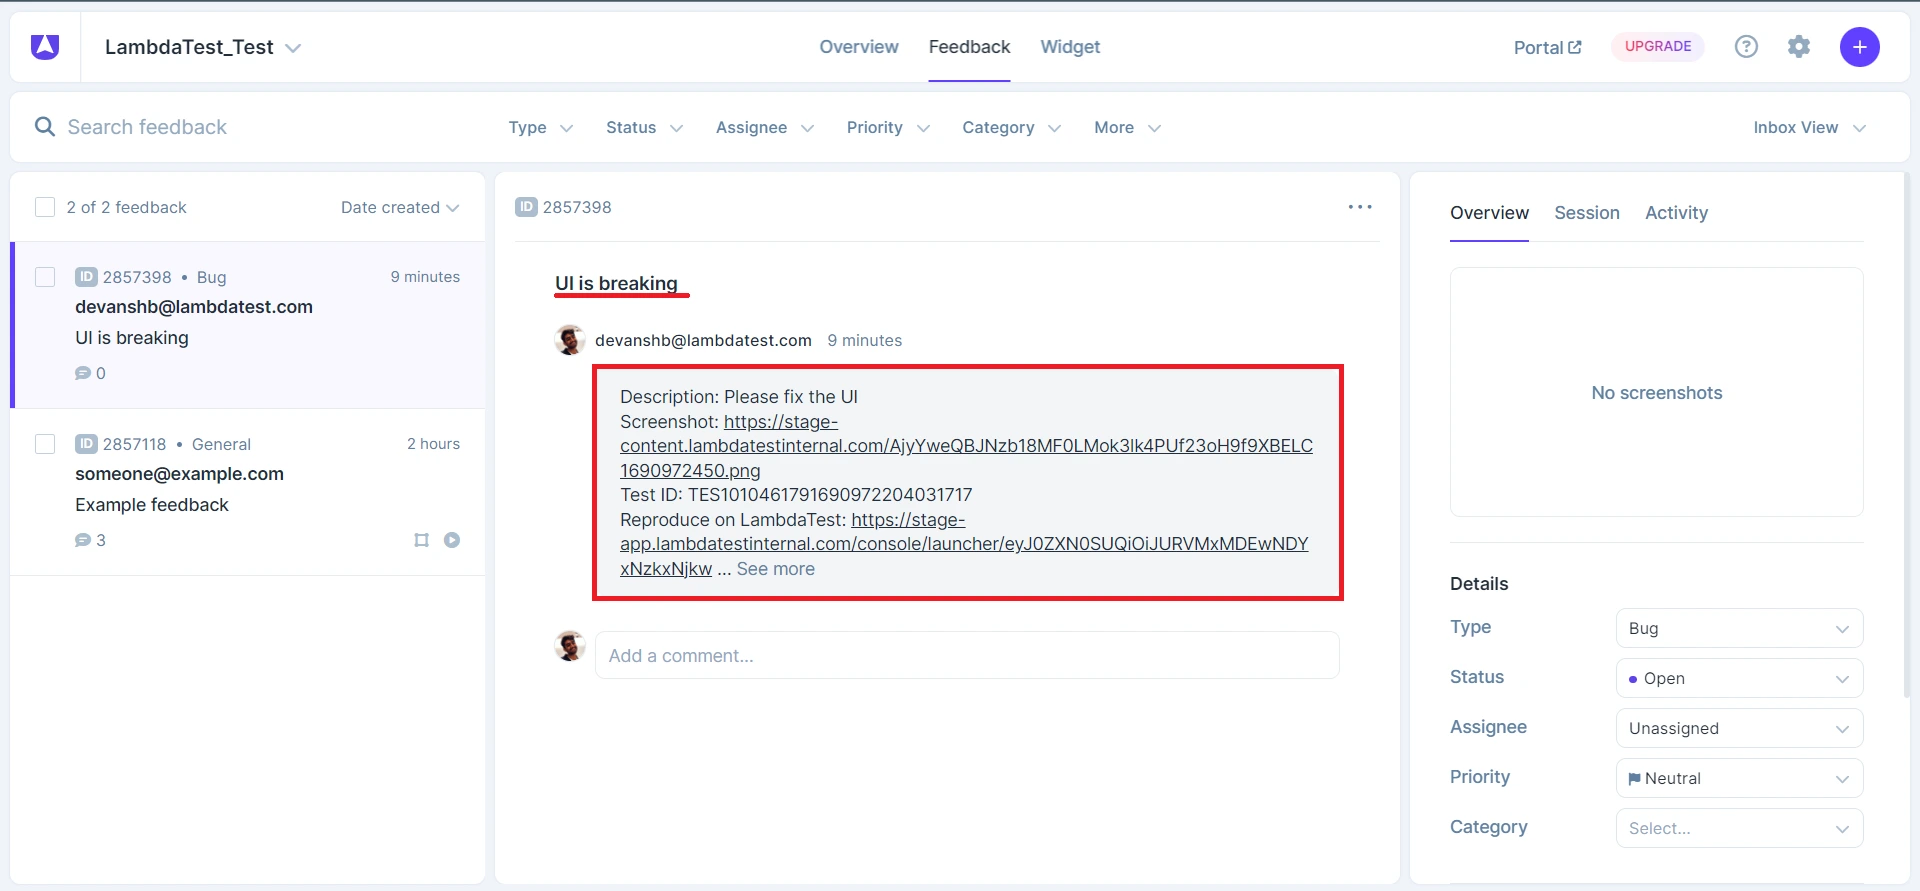 LambdaTest_Test
Overview
Feedback
Widget
Portal
UPGRADE
Search feedback
Type
Status
Assignee
Priority
Category
More
Inbox View
2 of 2 feedback
Date created
ID 2857398 • Bug
9 minutes
devanshb@lambdatest.com
UI is breaking
0
ID 2857118 • General
2 hours
someone@example.com
Example feedback
3
ID 2857398
UI is breaking
devanshb@lambdatest.com 9 minutes
Description: Please fix the UI
Screenshot: https://stage-
content.lambdatestinternal.com/AjyYweQBJNzb18MF0LMok3lk4PUf23oH9f9XBELC
1690972450.png
Test ID: TES1010461791690972204031717
Reproduce on LambdaTest: https://stage-
app.lambdatestinternal.com/console/launcher/eyJ0ZXN0SUQiOiJURVMxMDEwNDY
xNzkxNjkw ... See more
Add a comment...
Overview
Session
Activity
No screenshots
Details
Type
Bug
Status
Open
Assignee
Unassigned
Priority
Neutral
Category
Select...